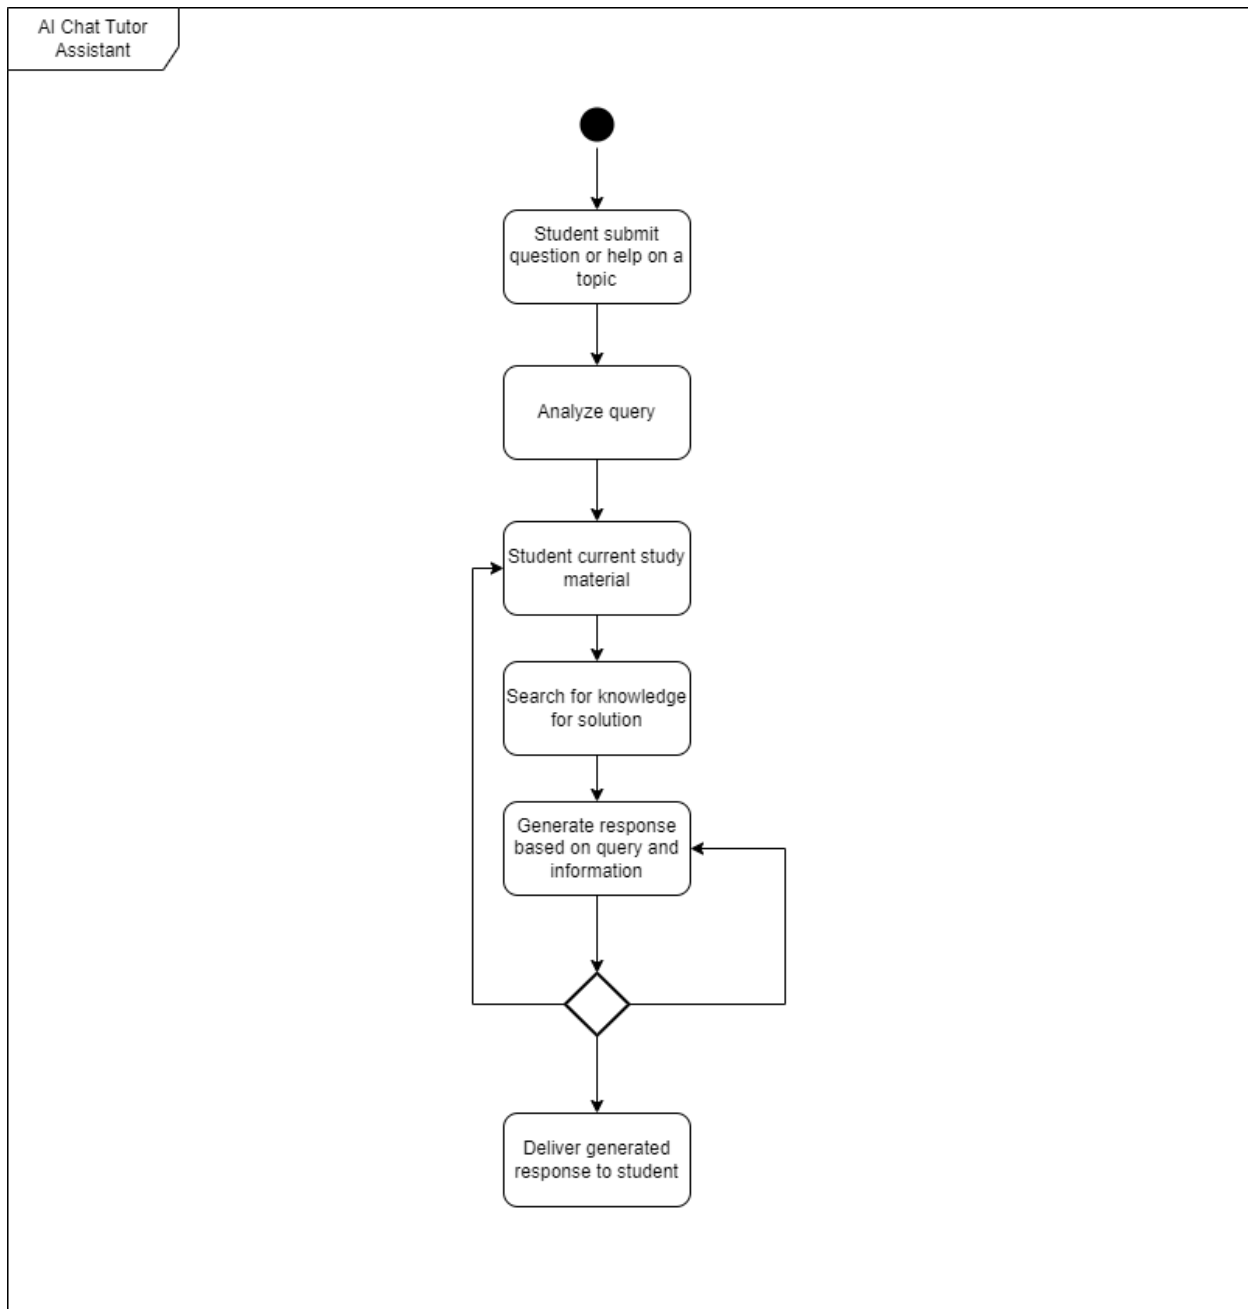 AI Chat Tutor
Assistant
Student submit
question or help on a
topic
Analyze query
Student current study
material
Search for knowledge
for solution
Generate response
based on query and
information
Deliver generated
response to student